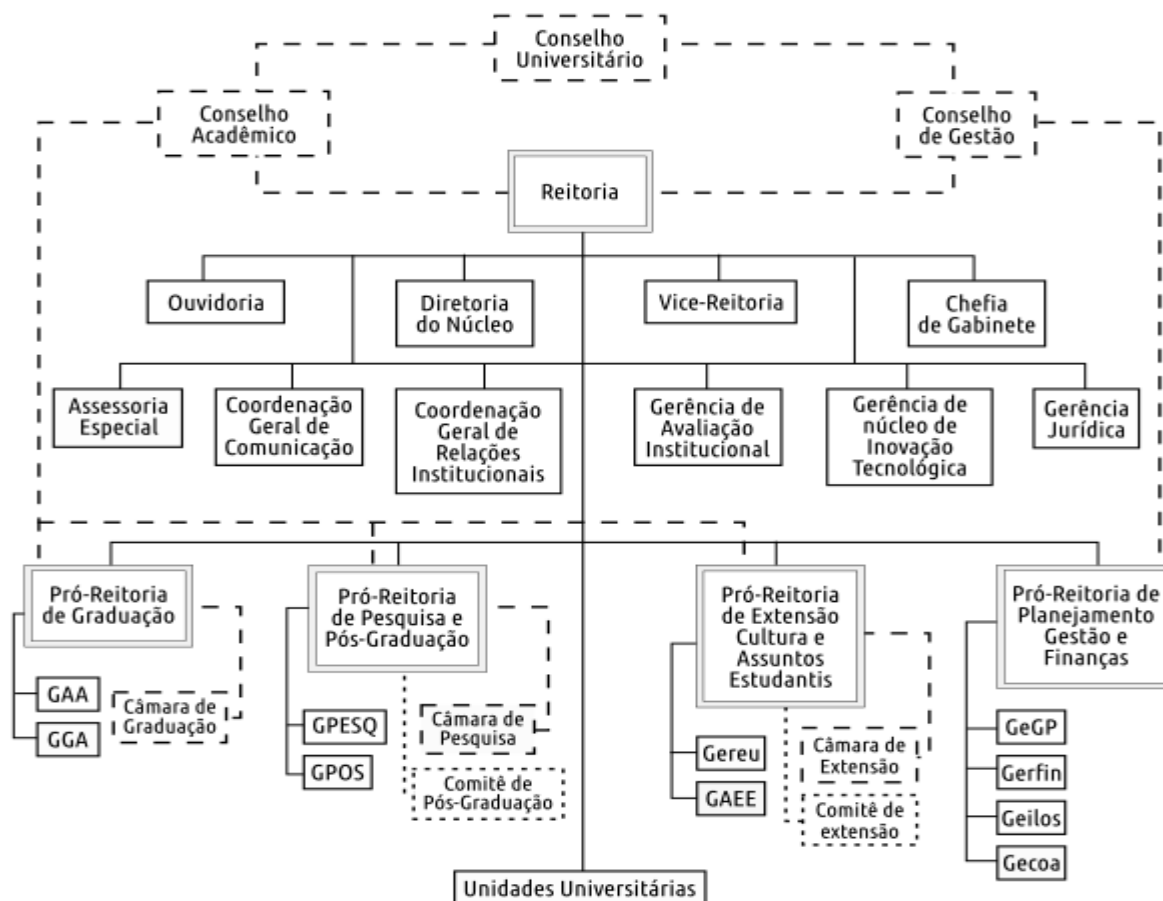 Conselho
Universitário
Conselho
Acadêmico
Conselho
de Gestão
Reitoria
Ouvidoria
Diretoria
do Núcleo
Vice-Reitoria
Chefia
de Gabinete
Assessoria
Especial
Coordenação
Geral de
Comunicação
Coordenação
Geral de
Relações
Institucionais
Gerência de
Avaliação
Institucional
Gerência de
núcleo de
Inovação
Tecnológica
Gerência
Jurídica
Pró-Reitoria
de Graduação
GAA
GGA
Câmara de
Graduação
Pró-Reitoria
de Pesquisa e
Pós-Graduação
GPESQ
GPOS
Câmara de
Pesquisa
Comitê de
Pós-Graduação
Pró-Reitoria
de Extensão
Cultura e
Assuntos
Estudantis
Gereu
GAEE
Câmara de
Extensão
Comitê de
extensão
Pró-Reitoria de
Planejamento
Gestão e
Finanças
GeGP
Gerfin
Geilos
Gecoa
Unidades Universitárias